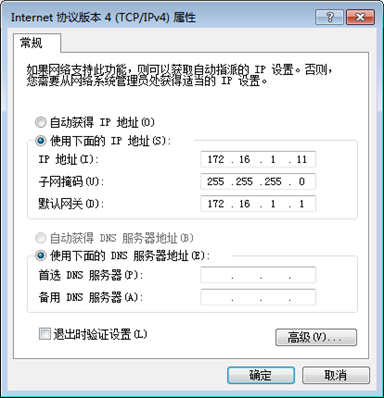 Internet 协议版本 4 (TCP/IPv4) 属性
常规
如果网络支持此功能，则可以获取自动指派的 IP 设置。否则，
您需要从网络系统管理员处获得适当的 IP 设置。
自动获得 IP 地址(O)
使用下面的 IP 地址(S):
IP 地址(I): 172 . 16 . 1 . 11
子网掩码(U): 255 .255 .255 . 0
默认网关(D): 172 . 16 . 1 . 1
自动获得 DNS 服务器地址(B)
使用下面的 DNS 服务器地址(E):
首选 DNS 服务器(P): . . .
备用 DNS 服务器(A): . . .
退出时验证设置(L)
高级(V)...
确定 取消